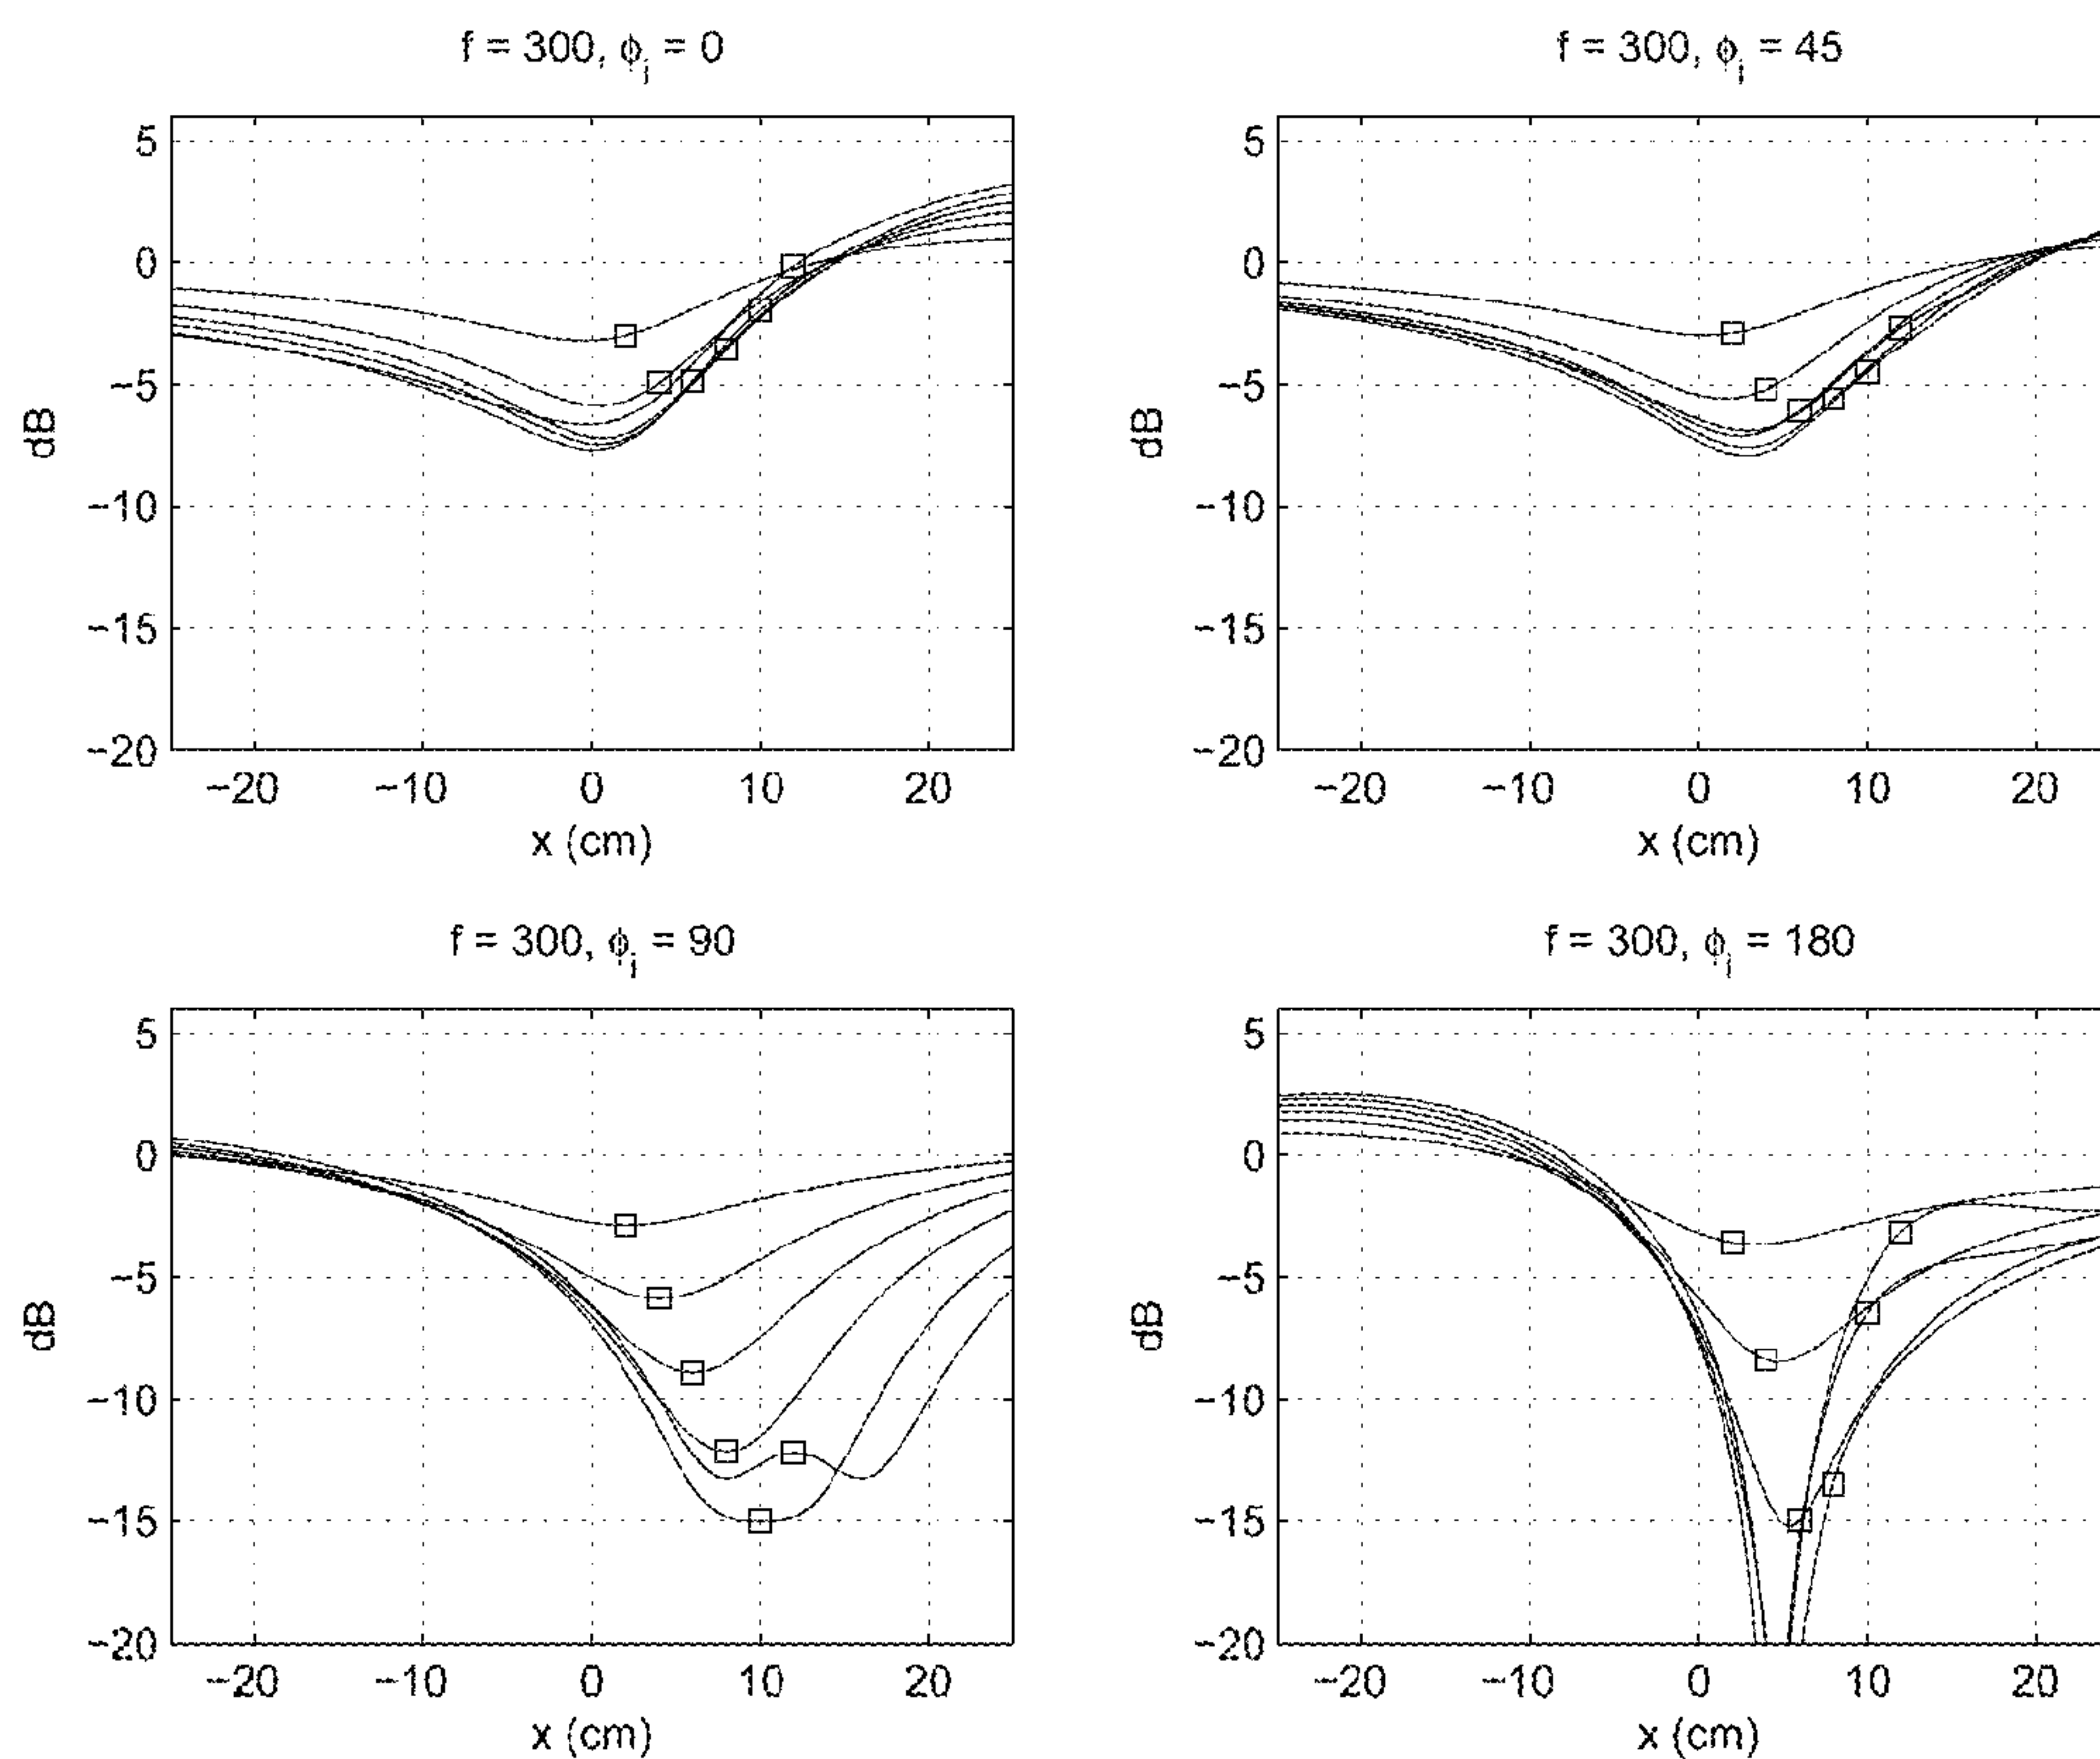 f = 300, ϕi = 0
5
0
−5
−10
−15
−20
dB
−20 −10 0 10 20
x (cm)
f = 300, ϕi = 45
5
0
−5
−10
−15
−20
dB
−20 −10 0 10 20
x (cm)
f = 300, ϕi = 90
5
0
−5
−10
−15
−20
dB
−20 −10 0 10 20
x (cm)
f = 300, ϕi = 180
5
0
−5
−10
−15
−20
dB
−20 −10 0 10 20
x (cm)